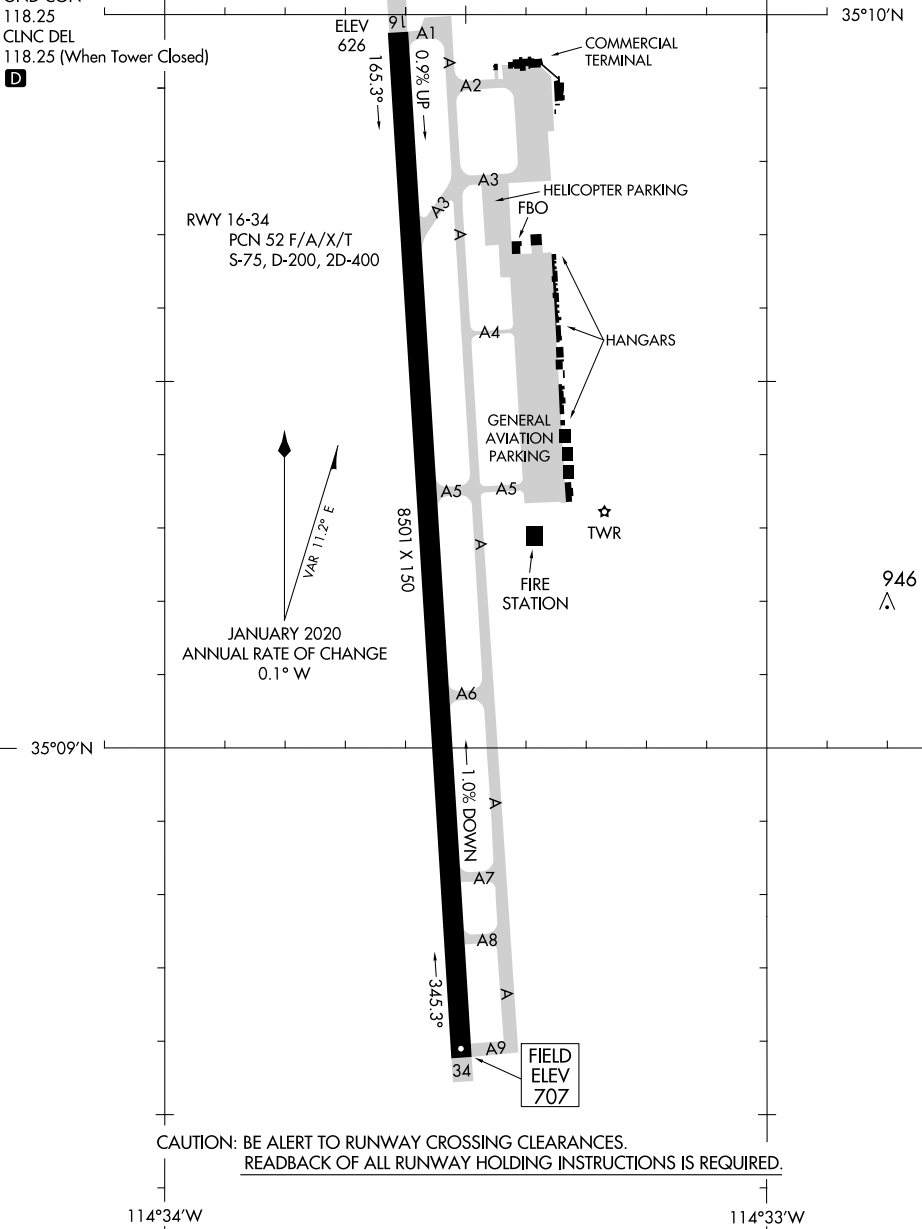 118.25
CLNC DEL
118.25 (When Tower Closed)
D
35°10'N
16
ELEV
626
A1
A
165.3°
0.9% UP
A2
COMMERCIAL
TERMINAL
A3
HELICOPTER PARKING
A3
FBO
A
RWY 16-34
PCN 52 F/A/X/T
S-75, D-200, 2D-400
A4
HANGARS
GENERAL
AVIATION
PARKING
A5
A5
8501 X 150
A
TWR
VAR 11.2° E
FIRE
STATION
946
JANUARY 2020
ANNUAL RATE OF CHANGE
0.1° W
A6
35°09'N
1.0% DOWN
A
A7
A8
345.3°
A
A9
34
FIELD
ELEV
707
CAUTION: BE ALERT TO RUNWAY CROSSING CLEARANCES.
READBACK OF ALL RUNWAY HOLDING INSTRUCTIONS IS REQUIRED.
114°34'W
114°33'W